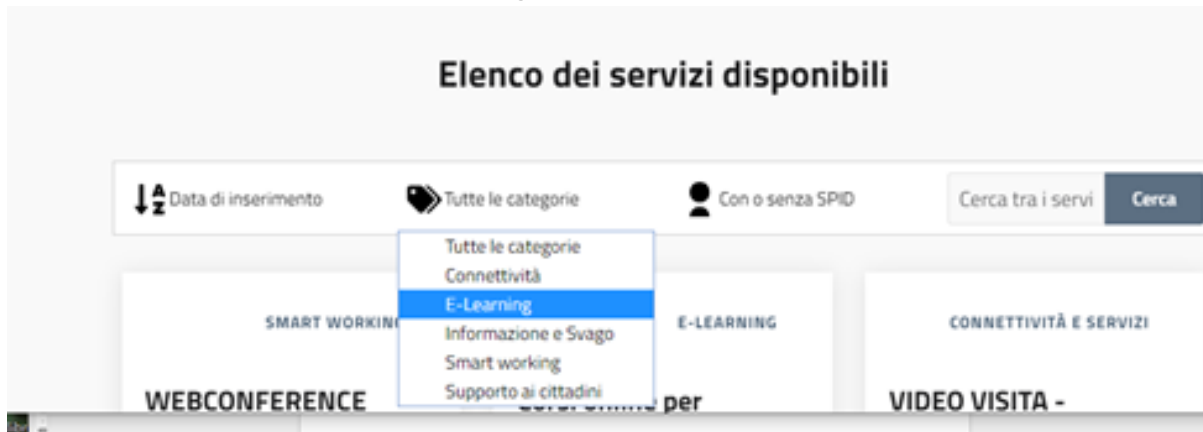 Elenco dei servizi disponibili
Data di inserimento
Tutte le categorie
Con o senza SPID
Cerca tra i servi
Cerca
Tutte le categorie
Connettività
E-Learning
Informazione e Svago
Smart working
Supporto ai cittadini
SMART WORKIN
E-LEARNING
CONNETTIVITÀ E SERVIZI
WEBCONFERENCE
Corsi online per
VIDEO VISITA -